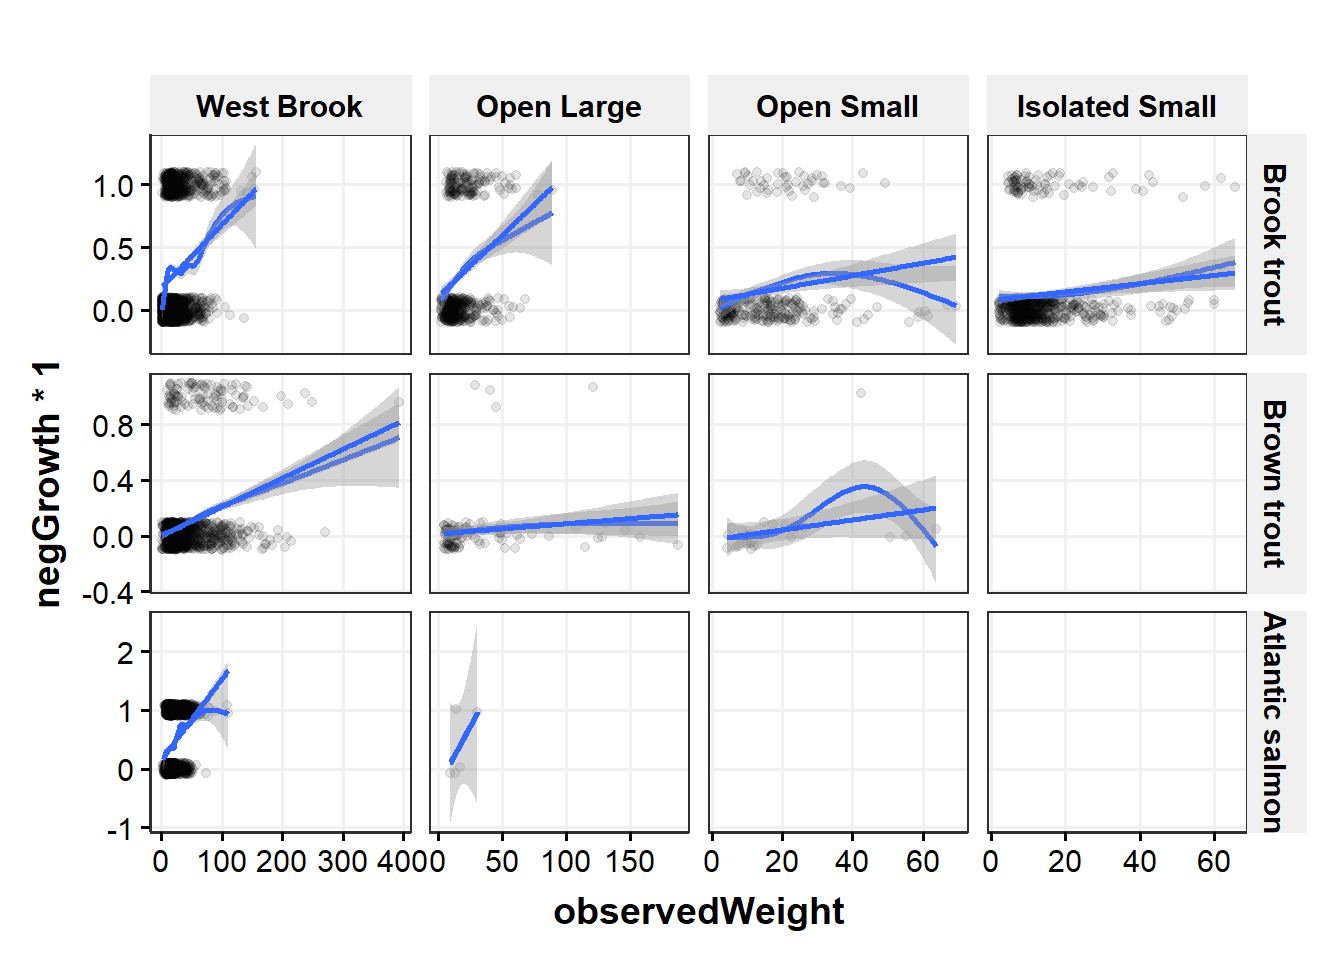 West Brook Open Large Open Small Isolated Small
1.0
0.5
0.0
Brook trout
0.8
0.4
0.0
-0.4
Brown trout
2
1
0
-1
Atlantic salmon
negGrowth * 1
0 100 200 300 400 0 50 100 150 0 20 40 60 0 20 40 60
observedWeight